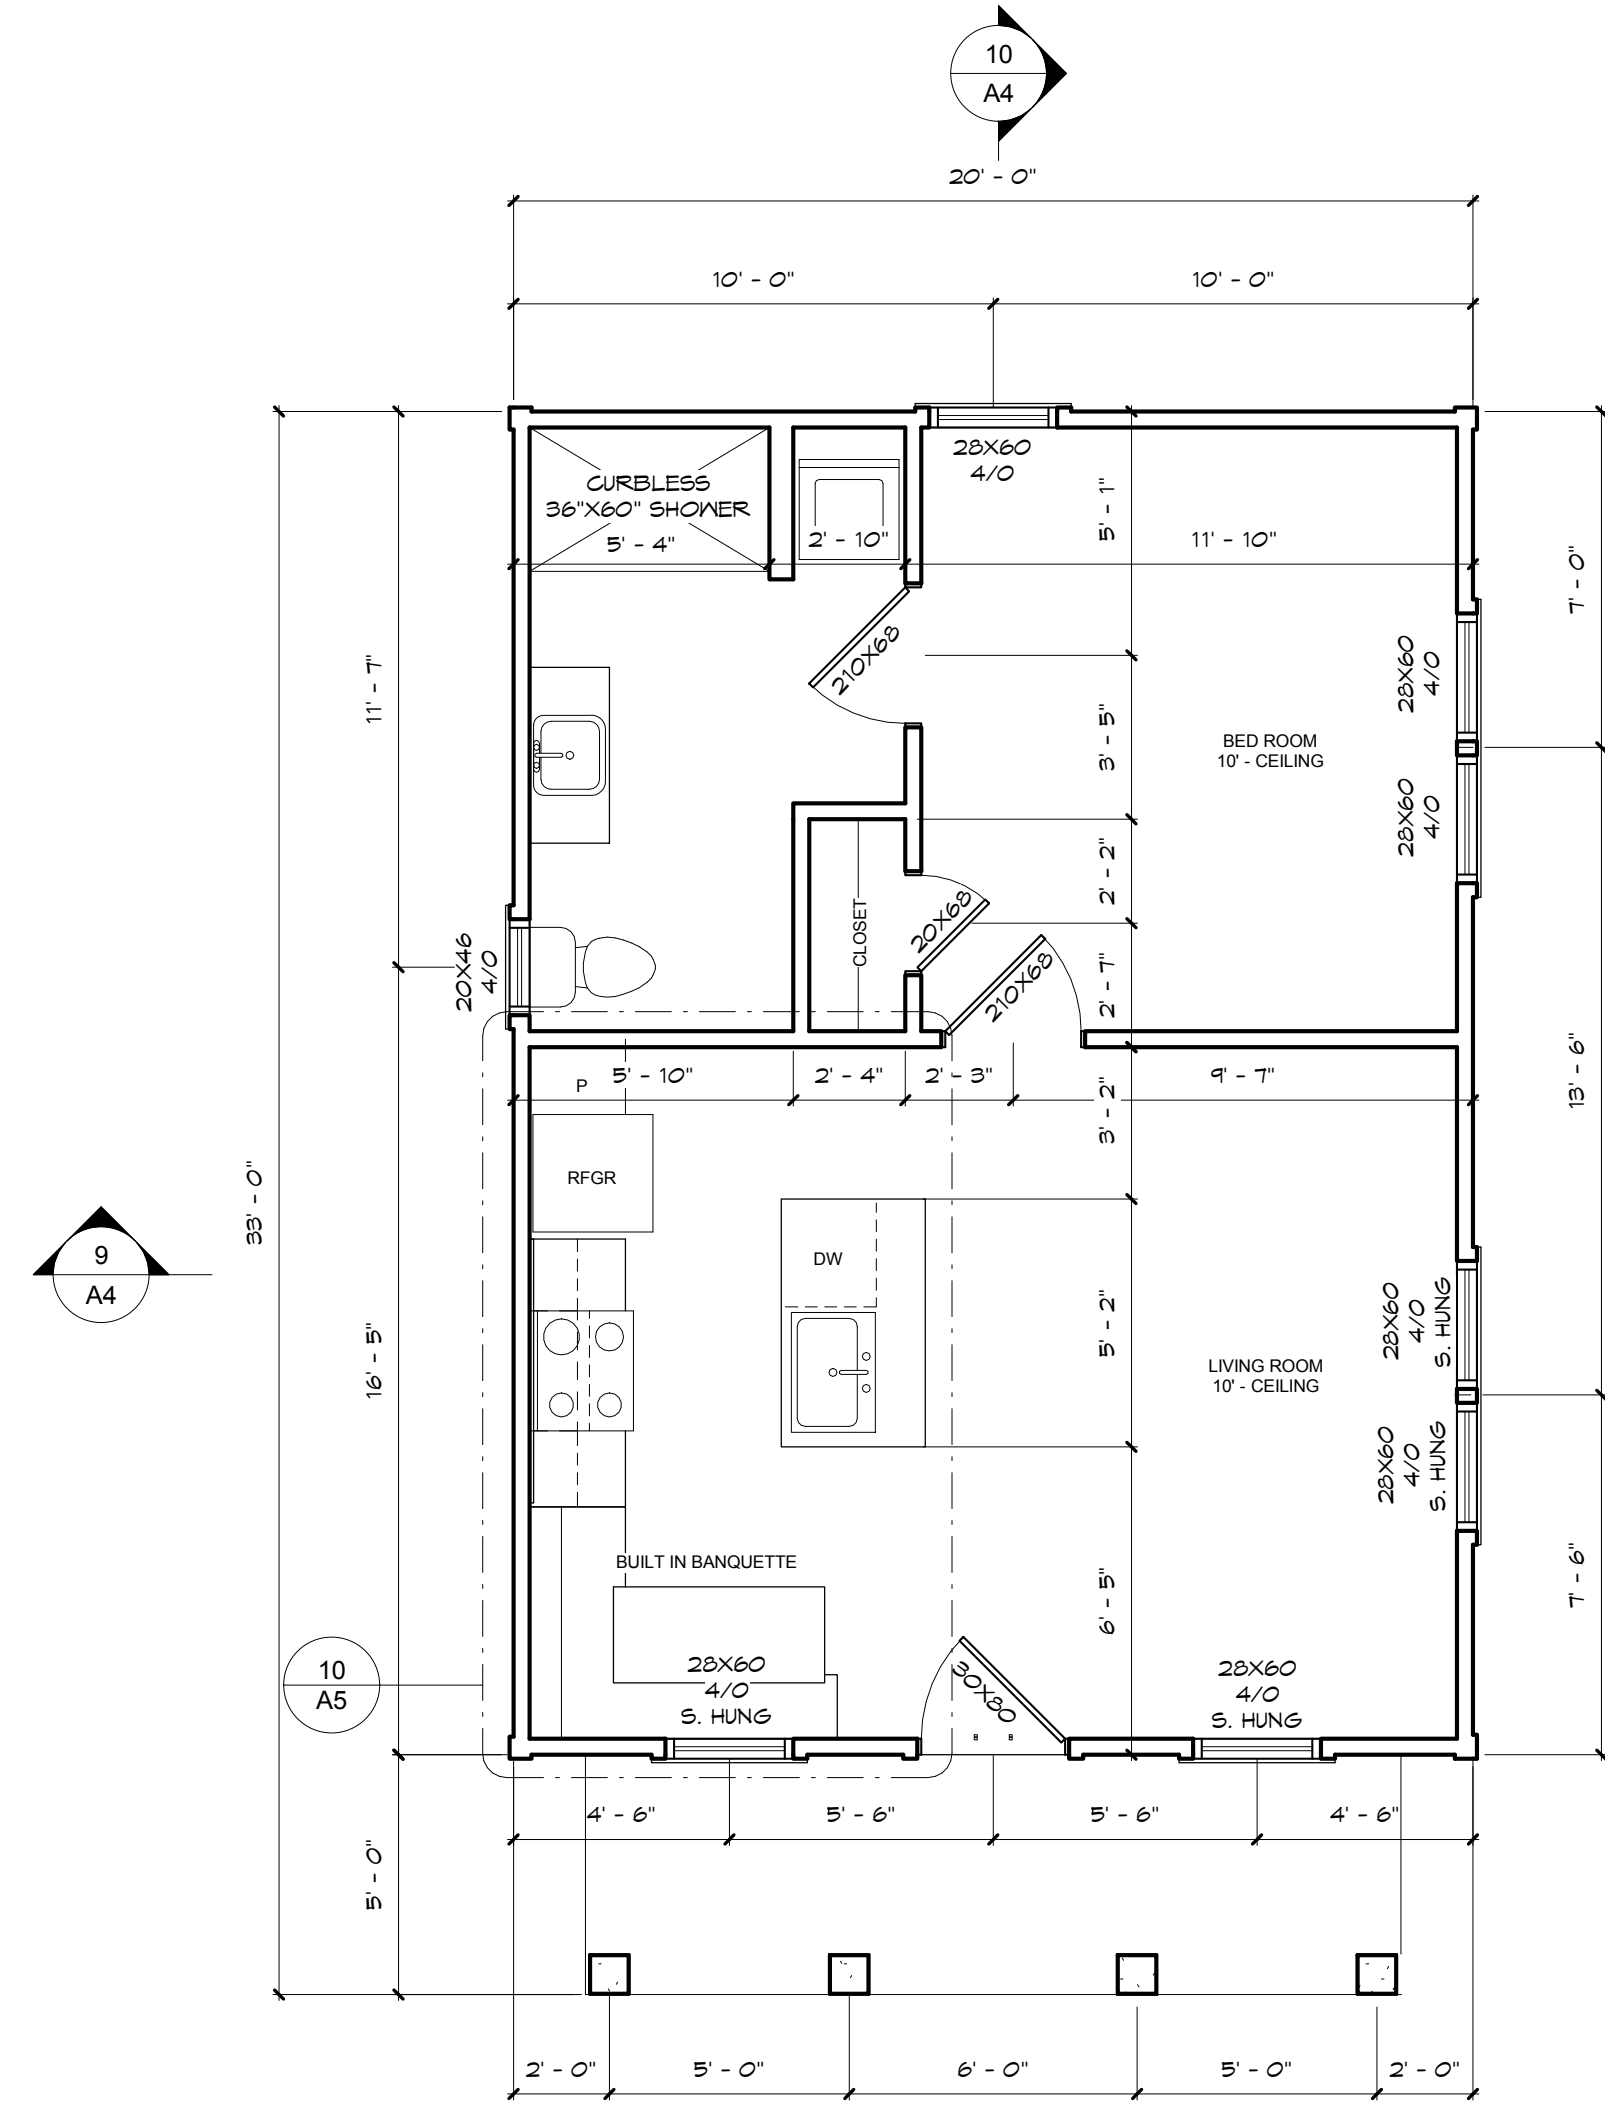 10
A4
20' - 0"
10' - 0"
10' - 0"
28X60
4/0
CURBLESS
36"X60" SHOWER
5' - 4"
2' - 10"
5' - 1"
11' - 10"
7' - 0"
210X68
28X60
4/0
11' - 7"
3' - 5"
BED ROOM
10' - CEILING
28X60
4/0
2' - 2"
CLOSET
20X68
20X46
4/0
210X68
2' - 7"
P
5' - 10"
2' - 4"
2' - 3"
9' - 7"
3' - 2"
13' - 6"
RFGR
33' - 0"
9
A4
DW
5' - 2"
28X60
4/0
S. HUNG
16' - 5"
LIVING ROOM
10' - CEILING
28X60
4/0
S. HUNG
BUILT IN BANQUETTE
6' - 5"
7' - 6"
10
A5
28X60
4/0
S. HUNG
30X80
28X60
4/0
S. HUNG
4' - 6"
5' - 6"
5' - 6"
4' - 6"
5' - 0"
2' - 0"
5' - 0"
6' - 0"
5' - 0"
2' - 0"